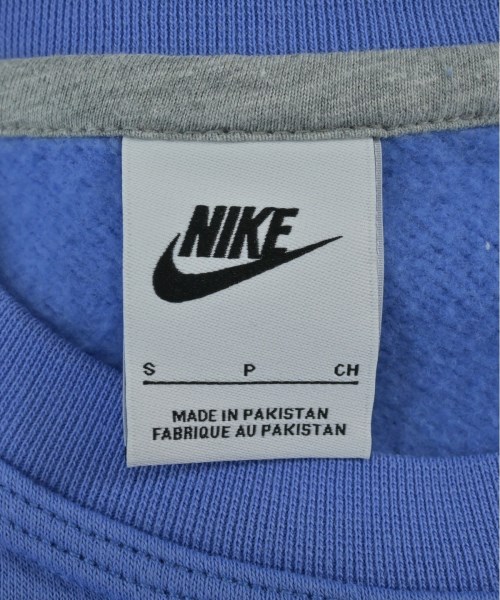 NIKE
S P CH
MADE IN PAKISTAN
FABRIQUE AU PAKISTAN